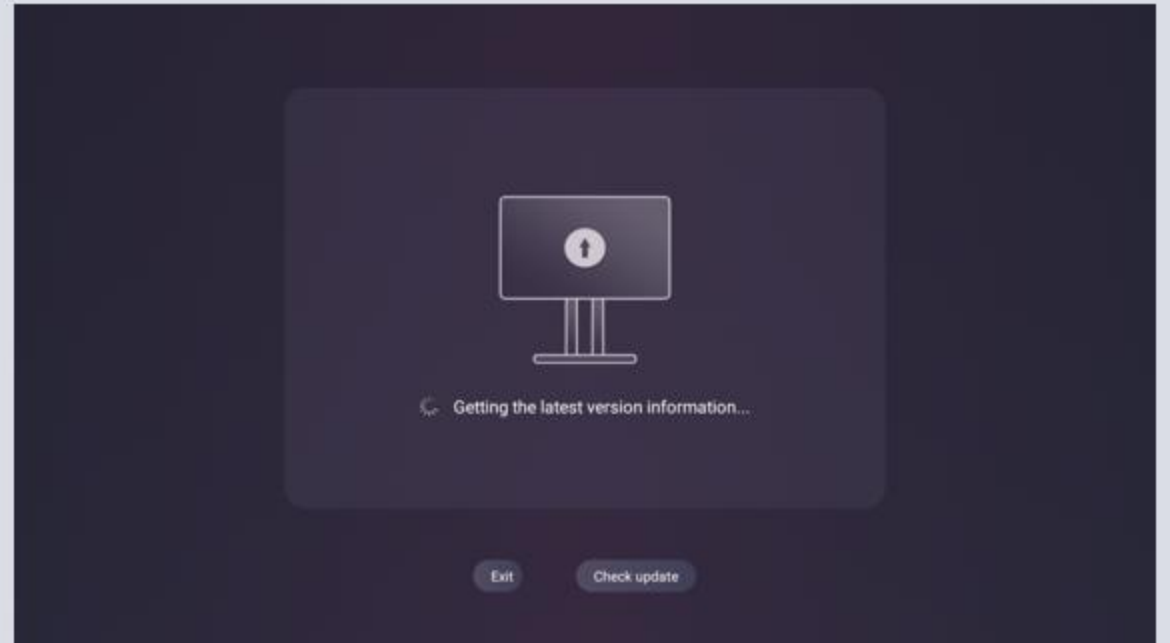 Getting the latest version information...
Exit
Check update